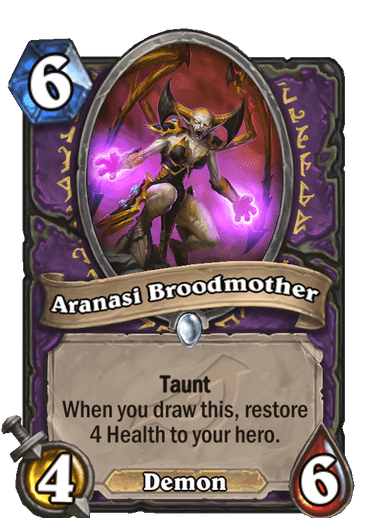 6
Aranasi Broodmother
Taunt
When you draw this, restore
4 Health to your hero.
4
Demon
6